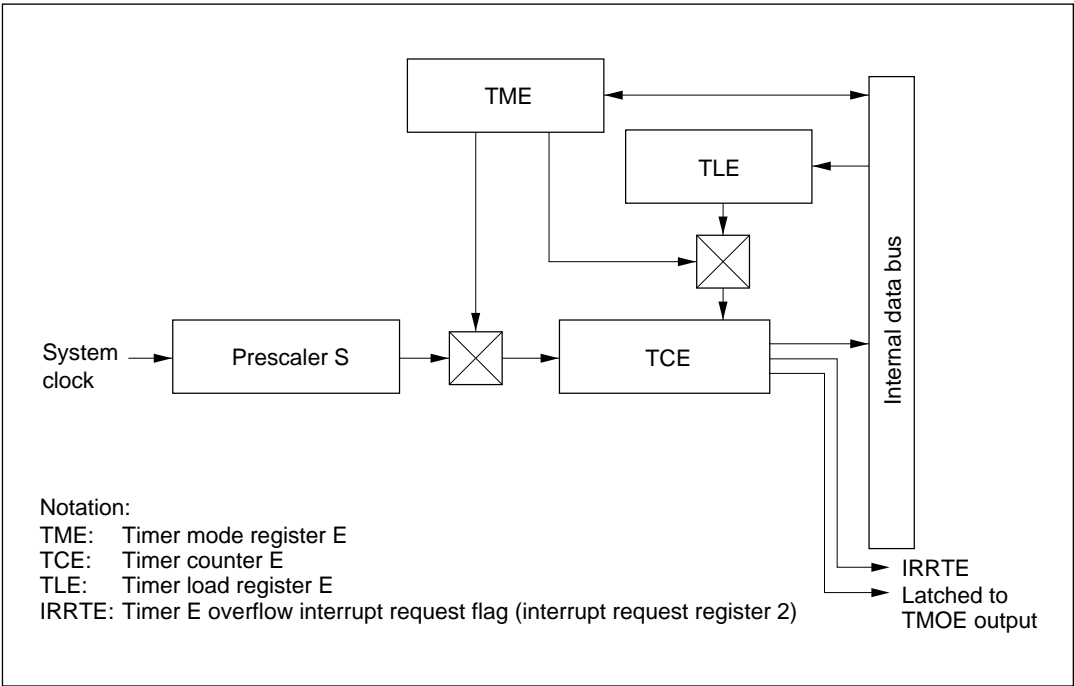 TME
TLE
Internal data bus
System
clock
Prescaler S
TCE
Notation:
TME: Timer mode register E
TCE: Timer counter E
TLE: Timer load register E
IRRTE: Timer E overflow interrupt request flag (interrupt request register 2)
IRRTE
Latched to
TMOE output